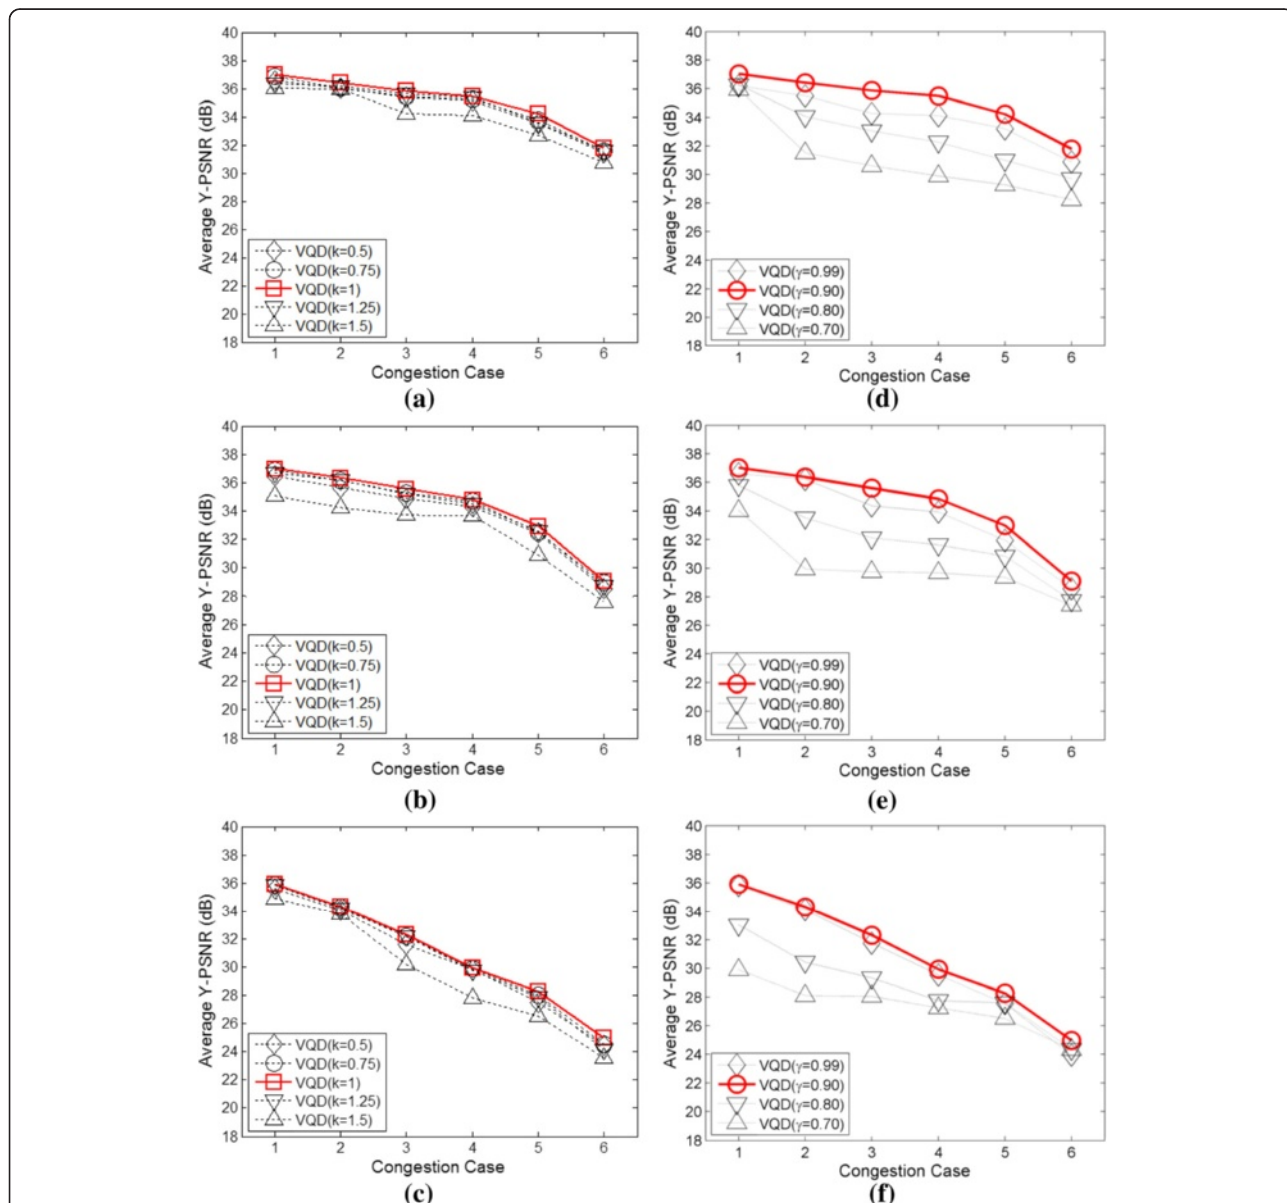 40
38
36
34
32
30
28
26
24
22
20
18
Average Y-PSNR (dB)
VQD(k=0.5)
VQD(k=0.75)
VQD(k=1)
VQD(k=1.25)
VQD(k=1.5)
1 2 3 4 5 6
Congestion Case
(a)
40
38
36
34
32
30
28
26
24
22
20
18
Average Y-PSNR (dB)
VQD(γ=0.99)
VQD(γ=0.90)
VQD(γ=0.80)
VQD(γ=0.70)
1 2 3 4 5 6
Congestion Case
(d)
40
38
36
34
32
30
28
26
24
22
20
18
Average Y-PSNR (dB)
VQD(k=0.5)
VQD(k=0.75)
VQD(k=1)
VQD(k=1.25)
VQD(k=1.5)
1 2 3 4 5 6
Congestion Case
(b)
40
38
36
34
32
30
28
26
24
22
20
18
Average Y-PSNR (dB)
VQD(γ=0.99)
VQD(γ=0.90)
VQD(γ=0.80)
VQD(γ=0.70)
1 2 3 4 5 6
Congestion Case
(e)
40
38
36
34
32
30
28
26
24
22
20
18
Average Y-PSNR (dB)
VQD(k=0.5)
VQD(k=0.75)
VQD(k=1)
VQD(k=1.25)
VQD(k=1.5)
1 2 3 4 5 6
Congestion Case
(c)
40
38
36
34
32
30
28
26
24
22
20
18
Average Y-PSNR (dB)
VQD(γ=0.99)
VQD(γ=0.90)
VQD(γ=0.80)
VQD(γ=0.70)
1 2 3 4 5 6
Congestion Case
(f)